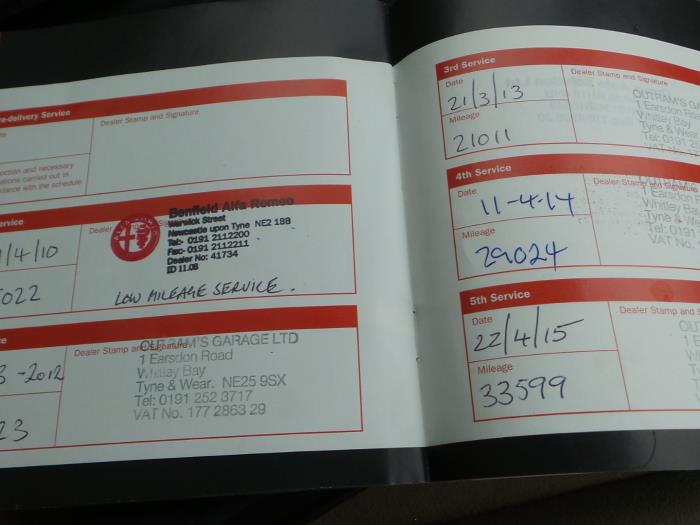 re-delivery Service
Dealer Stamp and Signature
ection and necessary
ations carried out in
dance with the schedule
ervice
/4/10
022
Benfield Alfa Romeo
Warwick Street
Newcastle upon Tyne NE2 1BB
Tel:- 0191 2112200
Fax:- 0191 2112211
Dealer No: 41734
ID 11.08
LOW MILEAGE SERVICE.
Dealer Stamp and Signature
OUTRAM'S GARAGE LTD
1 Earsdon Road
Whitley Bay
Tyne & Wear. NE25 9SX
Tel: 0191 252 3717
VAT No. 177 2863 29
3-2012
23
3rd Service
Date
21/3/13
Mileage
21011
Dealer Stamp and Signature
OUTRAM'S
1 Earsdon Road
Whitley Bay
Tyne & Wear
Tel: 0191 25
VAT No. 17
4th Service
Date
11-4-14
Mileage
29024
Dealer Stamp and Signature
1 Ears
Whitley Bay
Tyne &
Tel: 0191
VAT N
5th Service
Date
22/4/15
Mileage
33599
Dealer Stamp and S